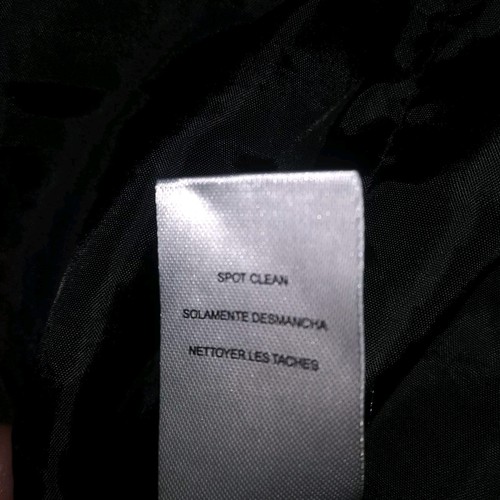 SPOT CLEAN
SOLAMENTE DESMANCHA
NETTOYER LES TACHES